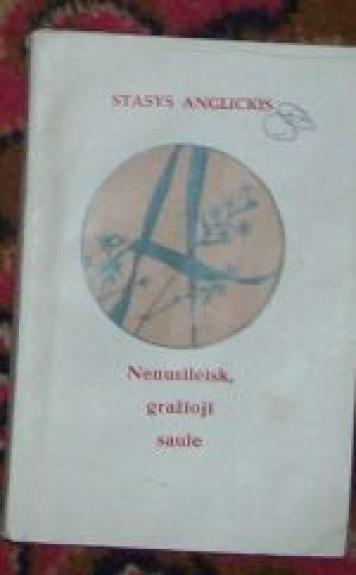 STASYS ANGLICKIS
Nenusileisk,
gražioji
saule